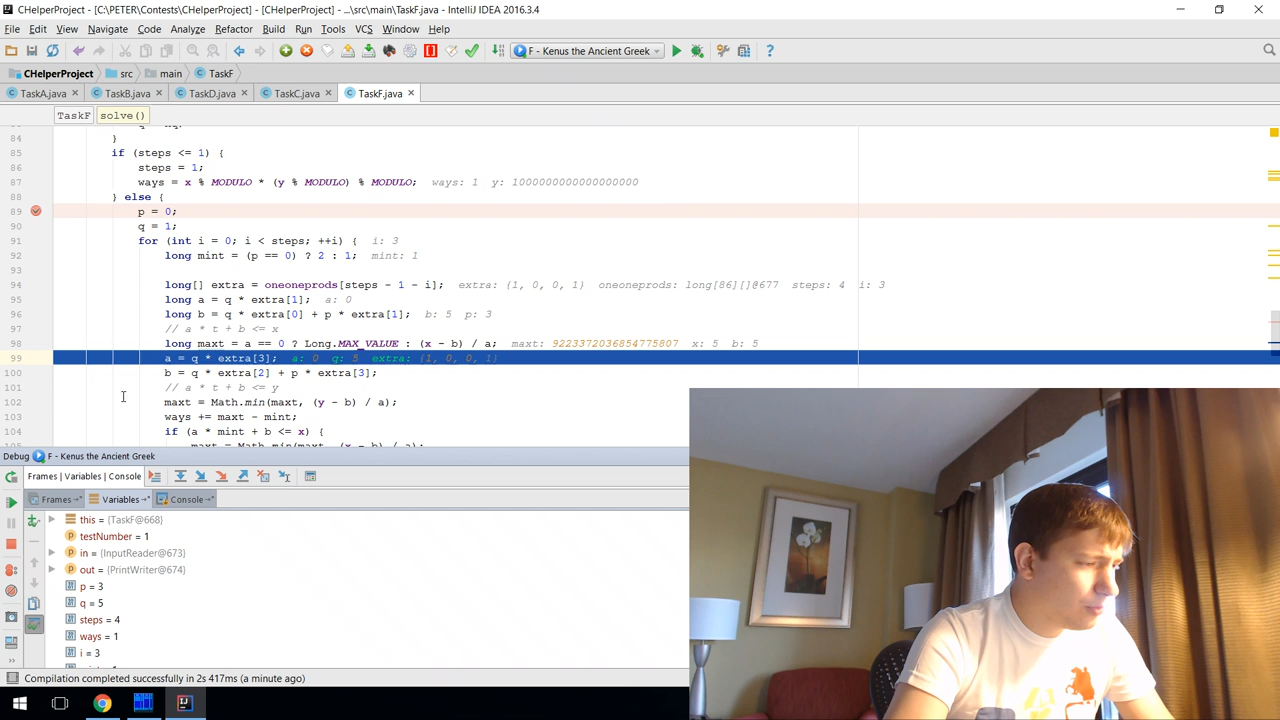 CHelperProject - [C:\PETER\Contests\CHelperProject] - [CHelperProject] - ...\src\main\TaskF.java - IntelliJ IDEA 2016.3.4
File Edit View Navigate Code Analyze Refactor Build Run Tools VCS Window Help
F - Kenus the Ancient Greek
CHelperProject src main TaskF
TaskA.java TaskB.java TaskD.java TaskC.java TaskF.java
TaskF solve()
84 }
85 if (steps <= 1) {
86 steps = 1;
87 ways = x % MODULO * (y % MODULO) % MODULO; ways: 1 y: 1000000000000000000
88 } else {
89 p = 0;
90 q = 1;
91 for (int i = 0; i < steps; ++i) { i: 3
92 long mint = (p == 0) ? 2 : 1; mint: 1
93
94 long[] extra = oneoneprods[steps - 1 - i]; extra: {1, 0, 0, 1} oneoneprods: long[86][]@677 steps: 4 i: 3
95 long a = q * extra[1]; a: 0
96 long b = q * extra[0] + p * extra[1]; b: 5 p: 3
97 // a * t + b <= x
98 long maxt = a == 0 ? Long.MAX_VALUE : (x - b) / a; maxt: 9223372036854775807 x: 5 b: 5
99 a = q * extra[3]; a: 0 q: 5 extra: {1, 0, 0, 1}
100 b = q * extra[2] + p * extra[3];
101 // a * t + b <= y
102 maxt = Math.min(maxt, (y - b) / a);
103 ways += maxt - mint;
104 if (a * mint + b <= x) {
105 maxt = Math.min(maxt, (x - b) / a);
Debug F - Kenus the Ancient Greek
Frames | Variables | Console
Frames Variables Console
this = {TaskF@668}
testNumber = 1
in = {InputReader@673}
out = {PrintWriter@674}
p = 3
q = 5
steps = 4
ways = 1
i = 3
Compilation completed successfully in 2s 417ms (a minute ago)